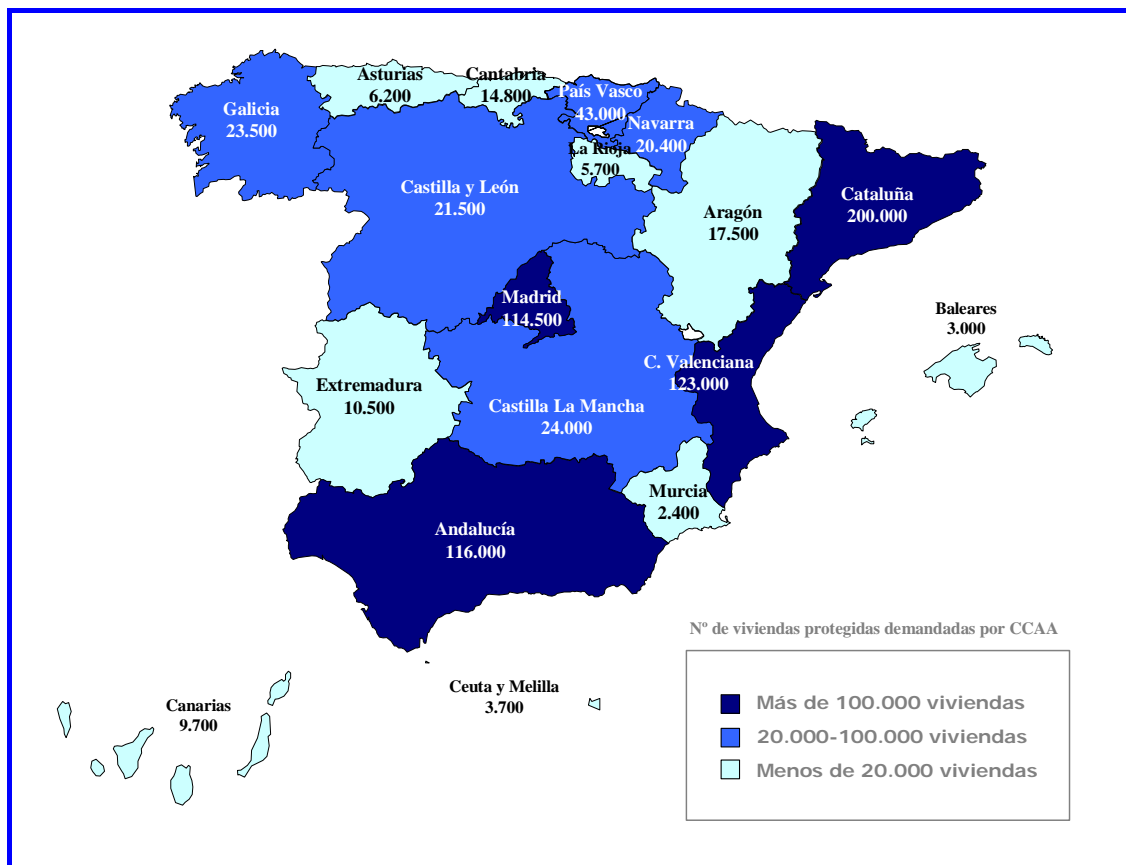 Asturias
6.200
Cantabria
14.800
País Vasco
43.000
Galicia
23.500
Navarra
20.400
La Rioja
5.700
Castilla y León
21.500
Aragón
17.500
Cataluña
200.000
Madrid
114.500
Baleares
3.000
C. Valenciana
123.000
Extremadura
10.500
Castilla La Mancha
24.000
Murcia
2.400
Andalucía
116.000
Nº de viviendas protegidas demandadas por CCAA
Ceuta y Melilla
3.700
Canarias
9.700
Más de 100.000 viviendas
20.000-100.000 viviendas
Menos de 20.000 viviendas